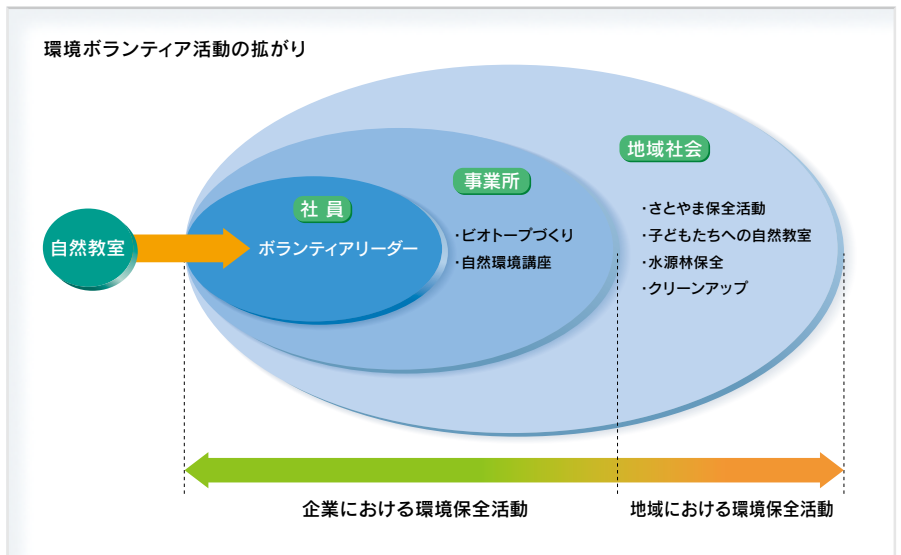 環境ボランティア活動の拡がり
自然教室
社 員
ボランティアリーダー
事業所
・ビオトープづくり
・自然環境講座
地域社会
・さとやま保全活動
・子どもたちへの自然教室
・水源林保全
・クリーンアップ
企業における環境保全活動
地域における環境保全活動